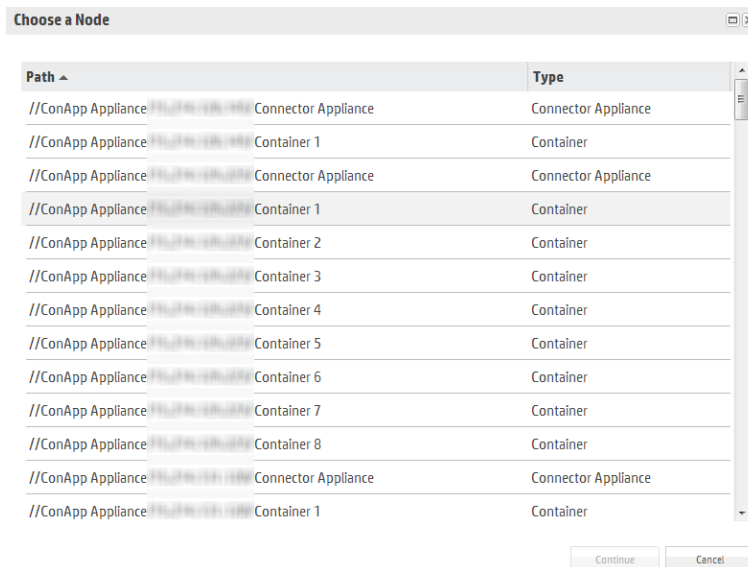 Choose a Node
Path Type
//ConApp Appliance Connector Appliance Connector Appliance
//ConApp Appliance Container 1 Container
//ConApp Appliance Connector Appliance Connector Appliance
//ConApp Appliance Container 1 Container
//ConApp Appliance Container 2 Container
//ConApp Appliance Container 3 Container
//ConApp Appliance Container 4 Container
//ConApp Appliance Container 5 Container
//ConApp Appliance Container 6 Container
//ConApp Appliance Container 7 Container
//ConApp Appliance Container 8 Container
//ConApp Appliance Connector Appliance Connector Appliance
//ConApp Appliance Container 1 Container
Continue Cancel